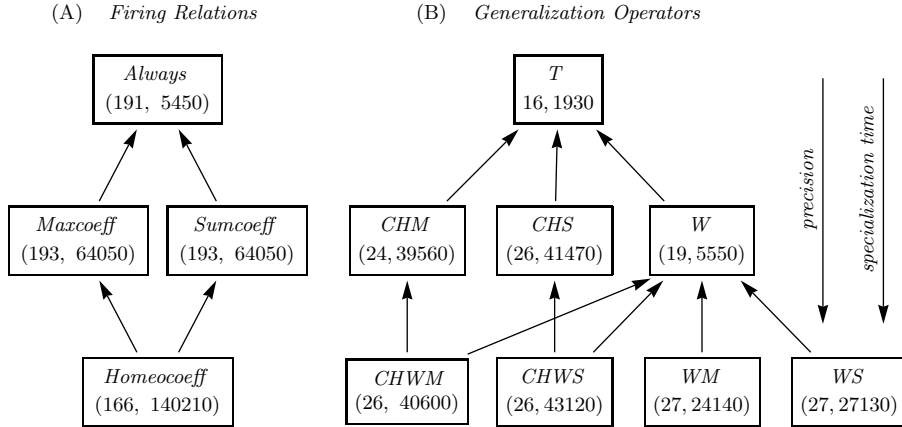 (A) Firing Relations
(B) Generalization Operators
Always
(191, 5450)
Maxcoeff
(193, 64050)
Sumcoeff
(193, 64050)
Homeocoeff
(166, 140210)
T
16, 1930
CHM
(24, 39560)
CHS
(26, 41470)
W
(19, 5550)
CHWM
(26, 40600)
CHWS
(26, 43120)
WM
(27, 24140)
WS
(27, 27130)
precision
specialization time